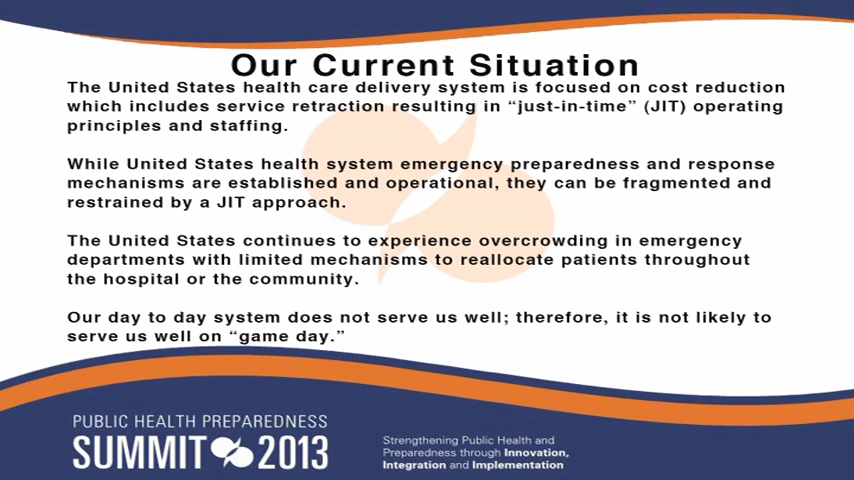 Our Current Situation
The United States health care delivery system is focused on cost reduction
which includes service retraction resulting in “just-in-time” (JIT) operating
principles and staffing.
While United States health system emergency preparedness and response
mechanisms are established and operational, they can be fragmented and
restrained by a JIT approach.
The United States continues to experience overcrowding in emergency
departments with limited mechanisms to reallocate patients throughout
the hospital or the community.
Our day to day system does not serve us well; therefore, it is not likely to
serve us well on “game day.”
PUBLIC HEALTH PREPAREDNESS
SUMMIT 2013
Strengthening Public Health and
Preparedness through Innovation,
Integration and Implementation